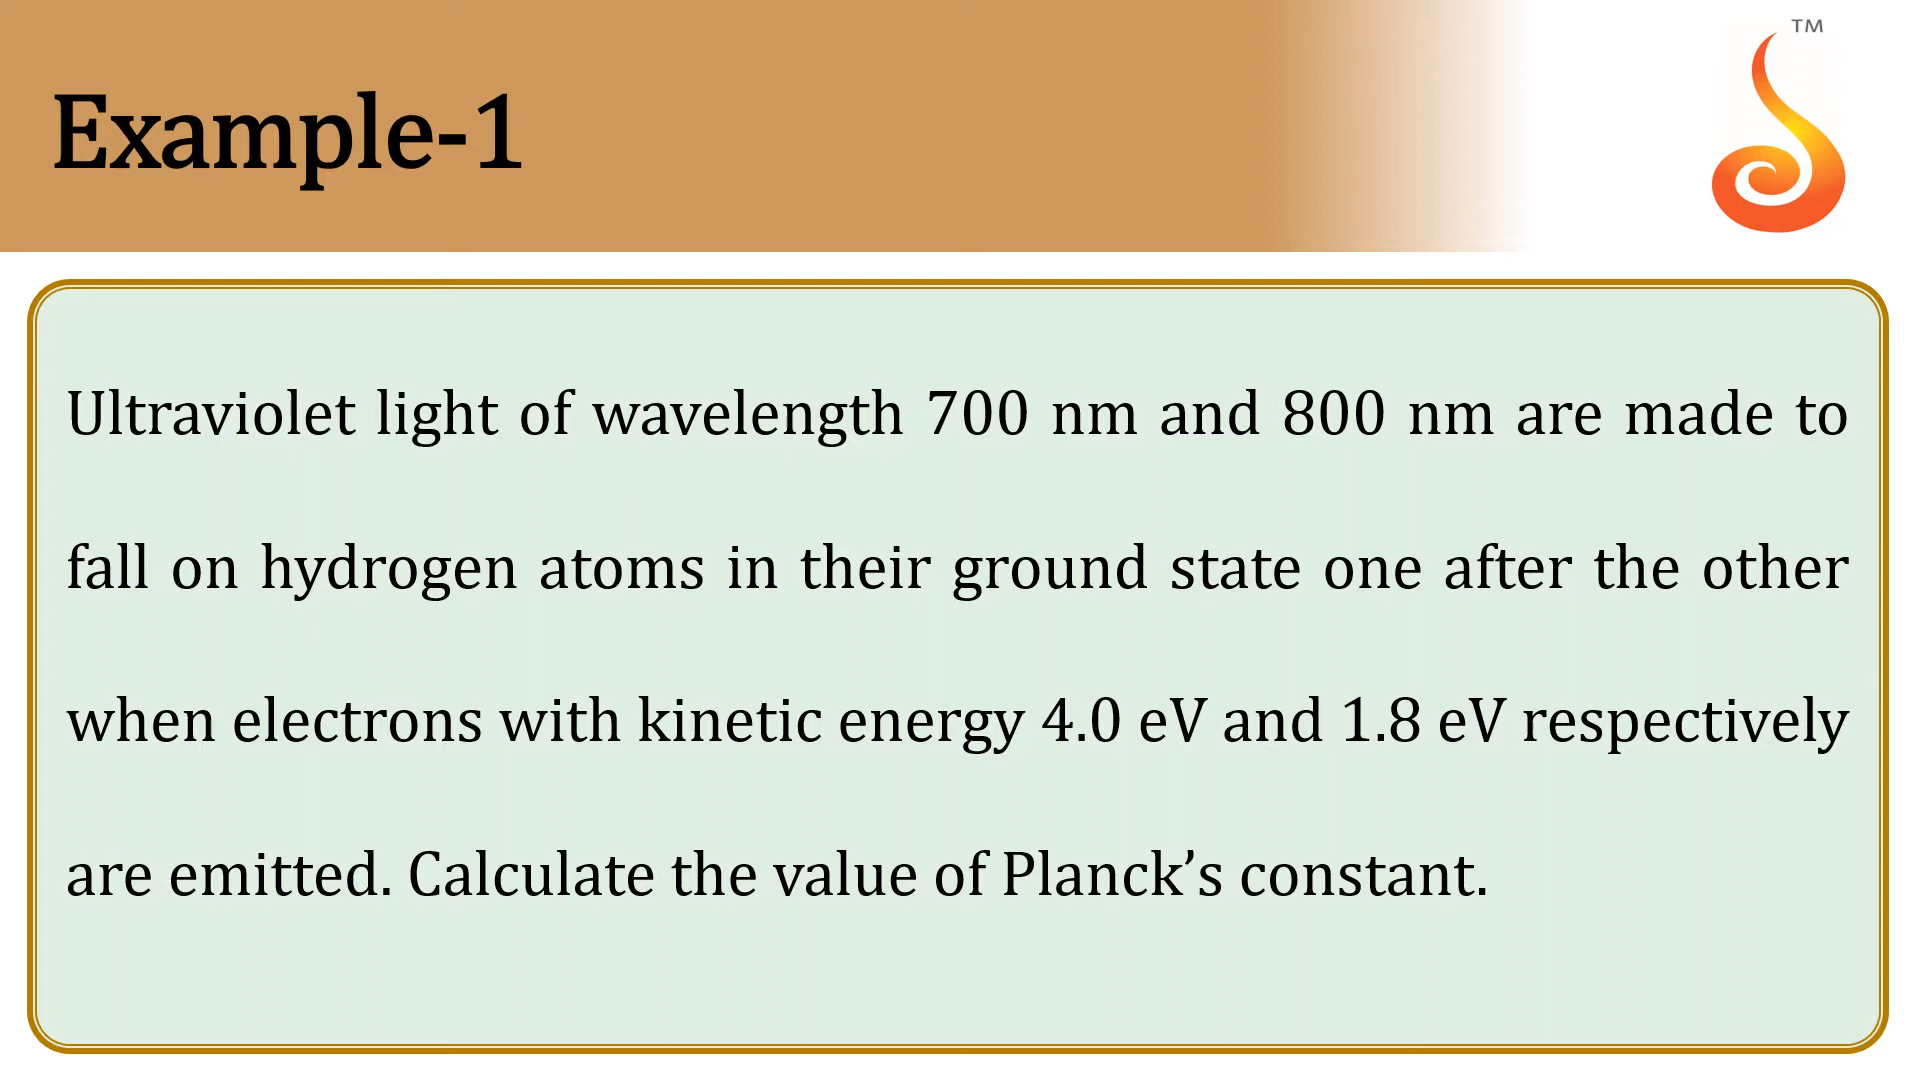 TM
Example-1
Ultraviolet light of wavelength 700 nm and 800 nm are made to
fall on hydrogen atoms in their ground state one after the other
when electrons with kinetic energy 4.0 eV and 1.8 eV respectively
are emitted. Calculate the value of Planck’s constant.